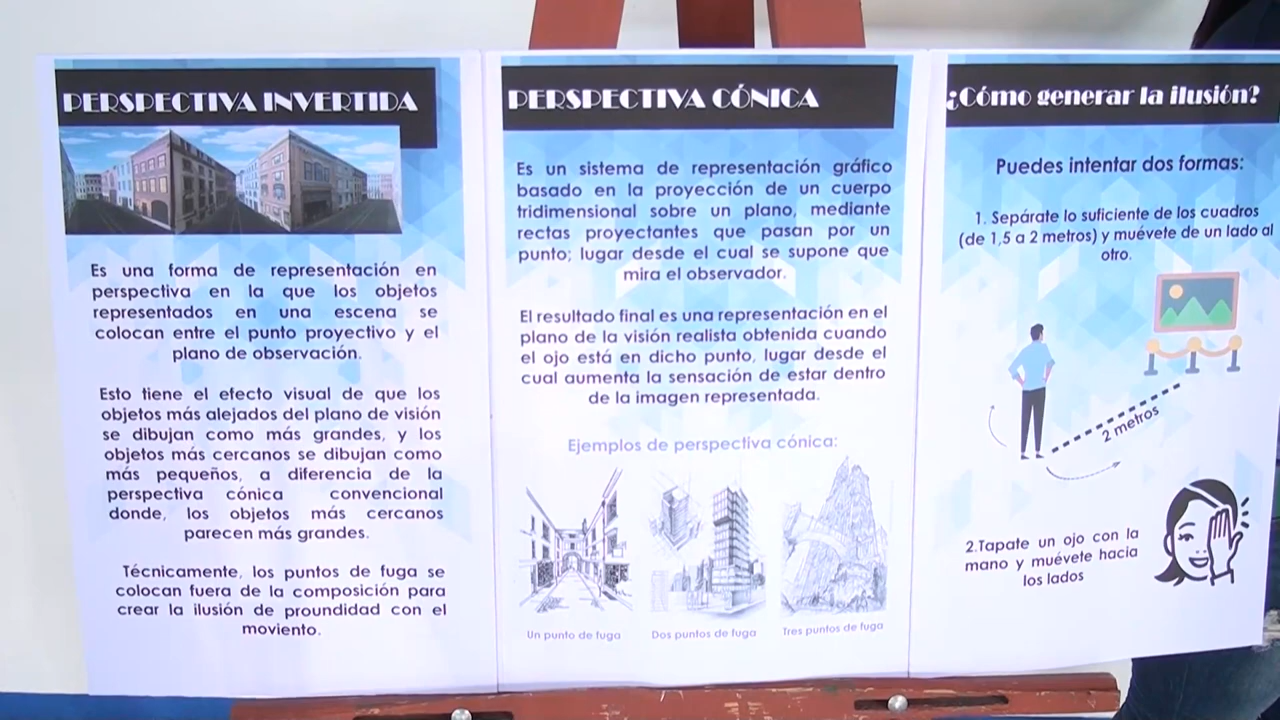 PERSPECTIVA INVERTIDA
Es una forma de representación en
perspectiva en la que los objetos
representados en una escena se
colocan entre el punto proyectivo y el
plano de observación.
Esto tiene el efecto visual de que los
objetos más alejados del plano de visión
se dibujan como más grandes, y los
objetos más cercanos se dibujan como
más pequeños, a diferencia de la
perspectiva cónica convencional
donde, los objetos más cercanos
parecen más grandes.
Técnicamente, los puntos de fuga se
colocan fuera de la composición para
crear la ilusión de proundidad con el
moviento.
PERSPECTIVA CÓNICA
Es un sistema de representación gráfico
basado en la proyección de un cuerpo
tridimensional sobre un plano, mediante
rectas proyectantes que pasan por un
punto; lugar desde el cual se supone que
mira el observador.
El resultado final es una representación en el
plano de la visión realista obtenida cuando
el ojo está en dicho punto, lugar desde el
cual aumenta la sensación de estar dentro
de la imagen representada.
Ejemplos de perspectiva cónica:
Un punto de fuga
Dos puntos de fuga
Tres puntos de fuga
¿Cómo generar la ilusión?
Puedes intentar dos formas:
1. Sepárate lo suficiente de los cuadros
(de 1,5 a 2 metros) y muévete de un lado al
otro.
2 metros
2.Tapate un ojo con la
mano y muévete hacia
los lados